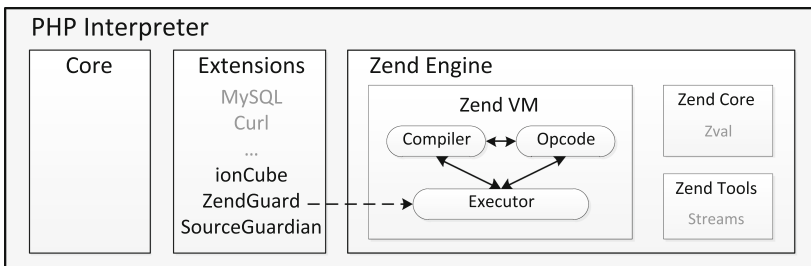 PHP Interpreter
Core
Extensions
MySQL
Curl
...
ionCube
ZendGuard
SourceGuardian
Zend Engine
Zend VM
Compiler
Opcode
Executor
Zend Core
Zval
Zend Tools
Streams